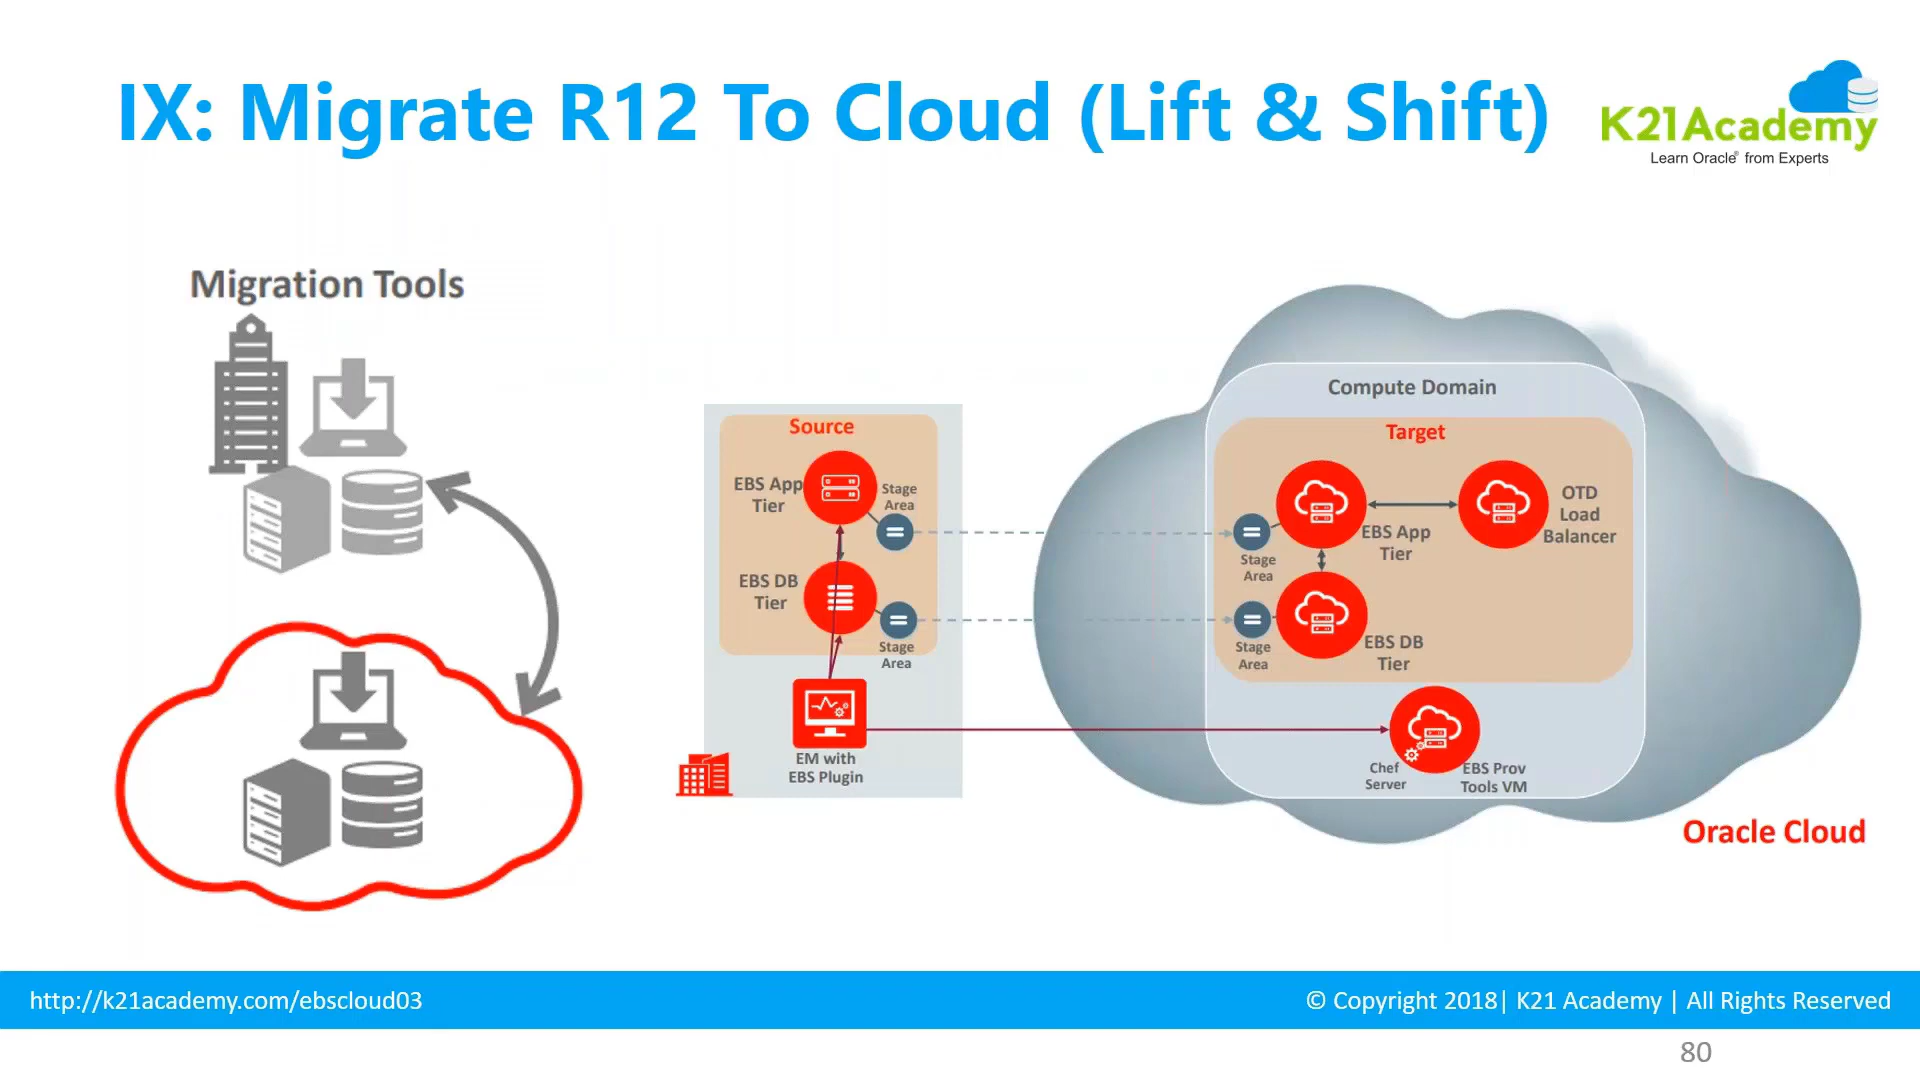 IX: Migrate R12 To Cloud (Lift & Shift)
K21Academy
Learn Oracle® from Experts
Migration Tools
Source
EBS App
Tier
Stage
Area
EBS DB
Tier
Stage
Area
EM with
EBS Plugin
Compute Domain
Target
EBS App
Tier
OTD
Load
Balancer
Stage
Area
EBS DB
Tier
Stage
Area
Chef
Server
EBS Prov
Tools VM
Oracle Cloud
http://k21academy.com/ebscloud03
© Copyright 2018| K21 Academy | All Rights Reserved
80